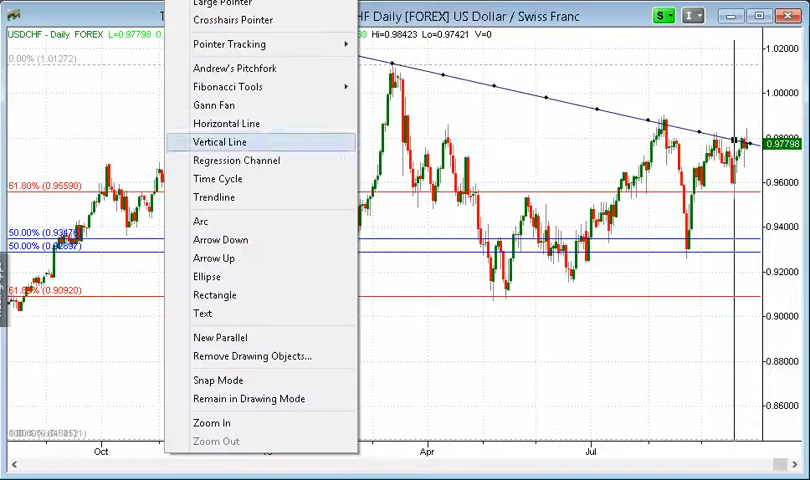 Large Pointer
HF Daily [FOREX] US Dollar / Swiss Franc
USDCHF - Daily FOREX L=0.97798
Hi=0.98423 Lo=0.97541 V=0
S
I
Crosshairs Pointer
Pointer Tracking
Andrew's Pitchfork
Fibonacci Tools
Gann Fan
Horizontal Line
Vertical Line
Regression Channel
Time Cycle
Trendline
Arc
Arrow Down
Arrow Up
Ellipse
Rectangle
Text
New Parallel
Remove Drawing Objects...
Snap Mode
Remain in Drawing Mode
Zoom In
Zoom Out
0.00% (1.01272)
61.80% (0.95590)
50.00%
50.00%
61.8
(0.90920)
1.02000
1.00000
0.98000
0.97798
0.96000
0.94000
0.92000
0.90000
0.88000
0.86000
Oct
Apr
Jul